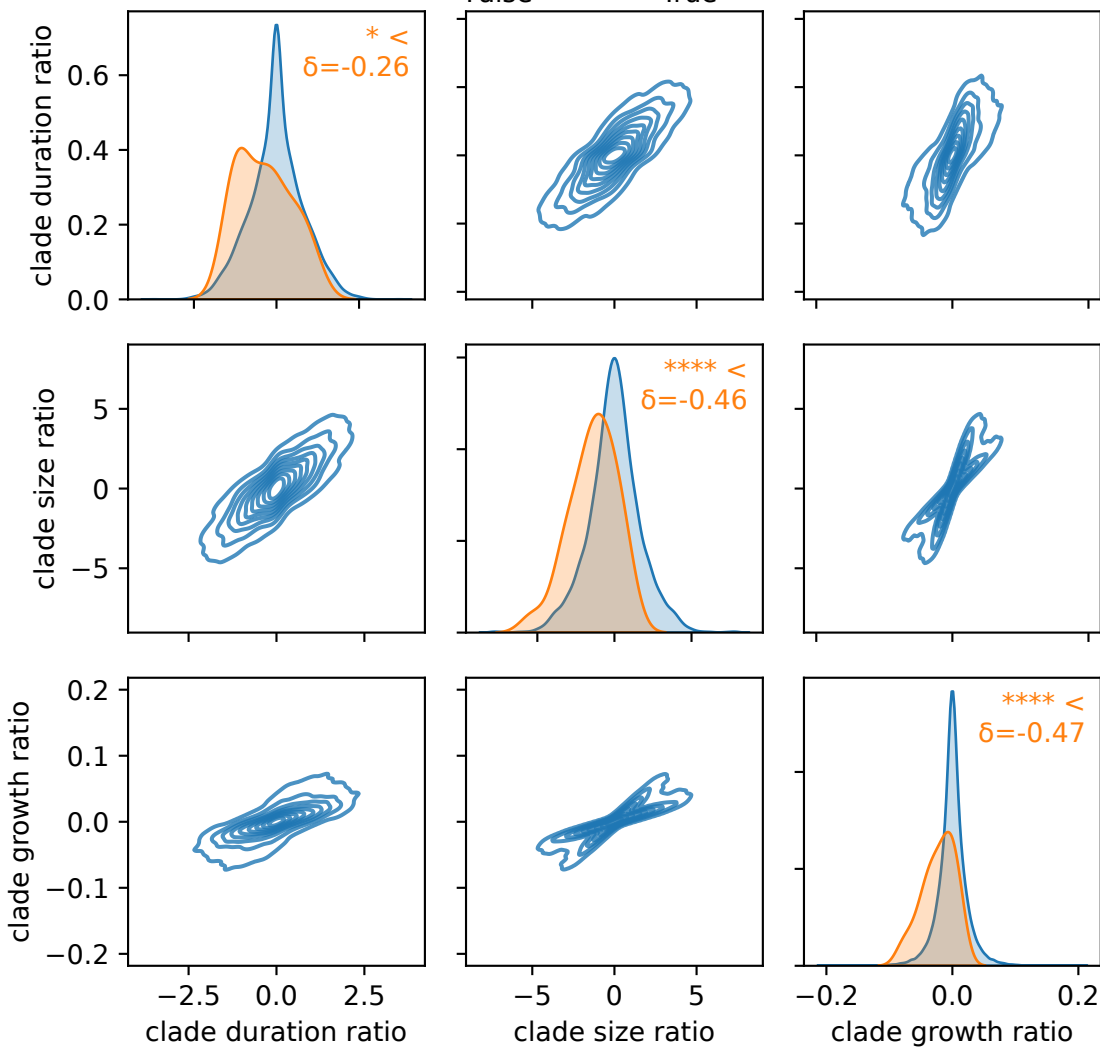 clade duration ratio
0.6
0.4
0.2
0.0
* <
δ=-0.26
clade size ratio
5
0
−5
**** <
δ=-0.46
clade growth ratio
0.2
0.1
0.0
−0.1
−0.2
**** <
δ=-0.47
−2.5 0.0 2.5
−5 0 5
−0.2 0.0 0.2
clade duration ratio
clade size ratio
clade growth ratio